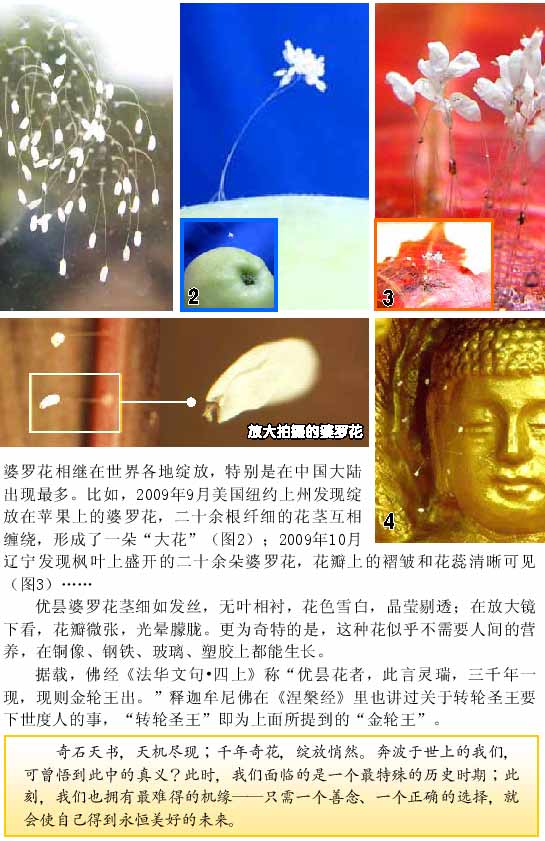 2
3
放大拍摄的婆罗花
4
婆罗花相继在世界各地绽放，特别是在中国大陆
出现最多。比如，2009年9月美国纽约上州发现绽
放在苹果上的婆罗花，二十余根纤细的花茎互相
缠绕，形成了一朵“大花”（图2）；2009年10月
辽宁发现枫叶上盛开的二十余朵婆罗花，花瓣上的褶皱和花蕊清晰可见
（图3）……
优昙婆罗花茎细如发丝，无叶相衬，花色雪白，晶莹剔透；在放大镜
下看，花瓣微张，光晕朦胧。更为奇特的是，这种花似乎不需要人间的营
养，在铜像、钢铁、玻璃、塑胶上都能生长。
据载，佛经《法华文句•四上》称“优昙花者，此言灵瑞，三千年一
现，现则金轮王出。”释迦牟尼佛在《涅槃经》里也讲过关于转轮圣王要
下世度人的事，“转轮圣王”即为上面所提到的“金轮王”。
奇石天书，天机尽现；千年奇花，绽放悄然。奔波于世上的我们，
可曾悟到此中的真义？此时，我们面临的是一个最特殊的历史时期；此
刻，我们也拥有最难得的机缘——只需一个善念、一个正确的选择，就
会使自己得到永恒美好的未来。